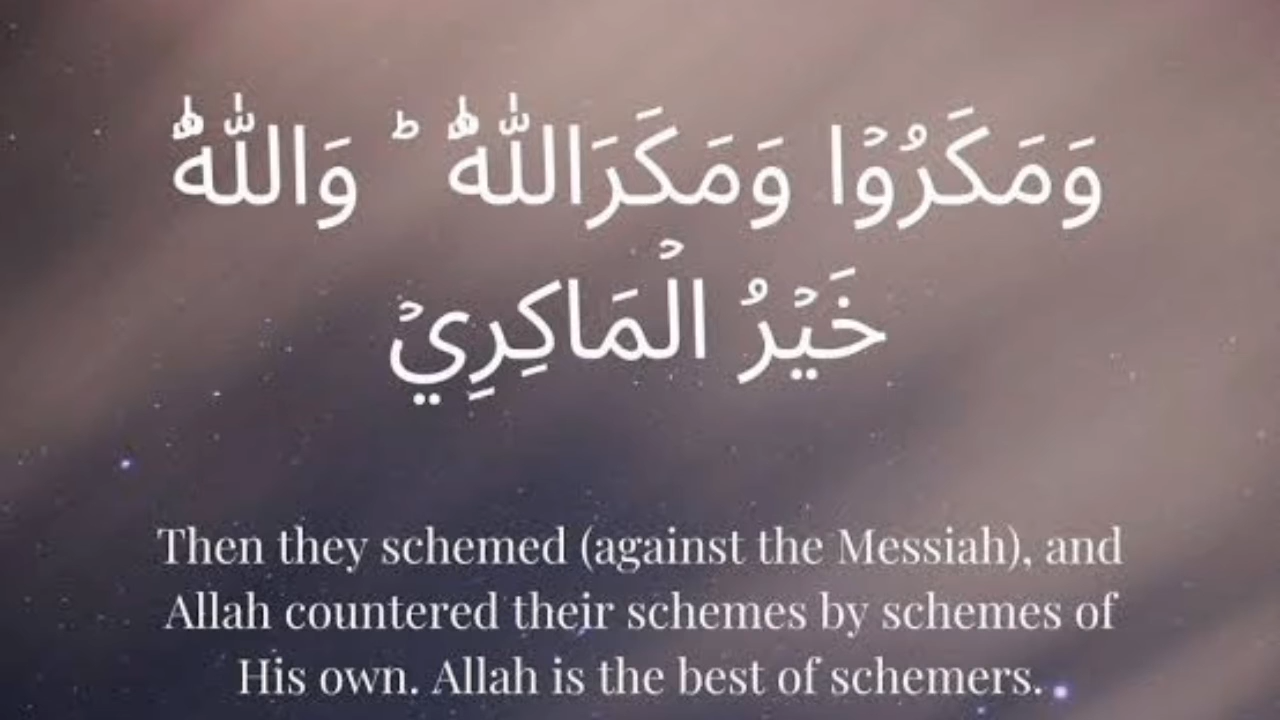 وَمَكَرُوۡا وَمَكَرَاللّٰهُؕ ‌ؕ وَاللّٰهُؕ
خَيۡرُ الۡمَاكِرِيۡ
Then they schemed (against the Messiah), and
Allah countered their schemes by schemes of
His own. Allah is the best of schemers.